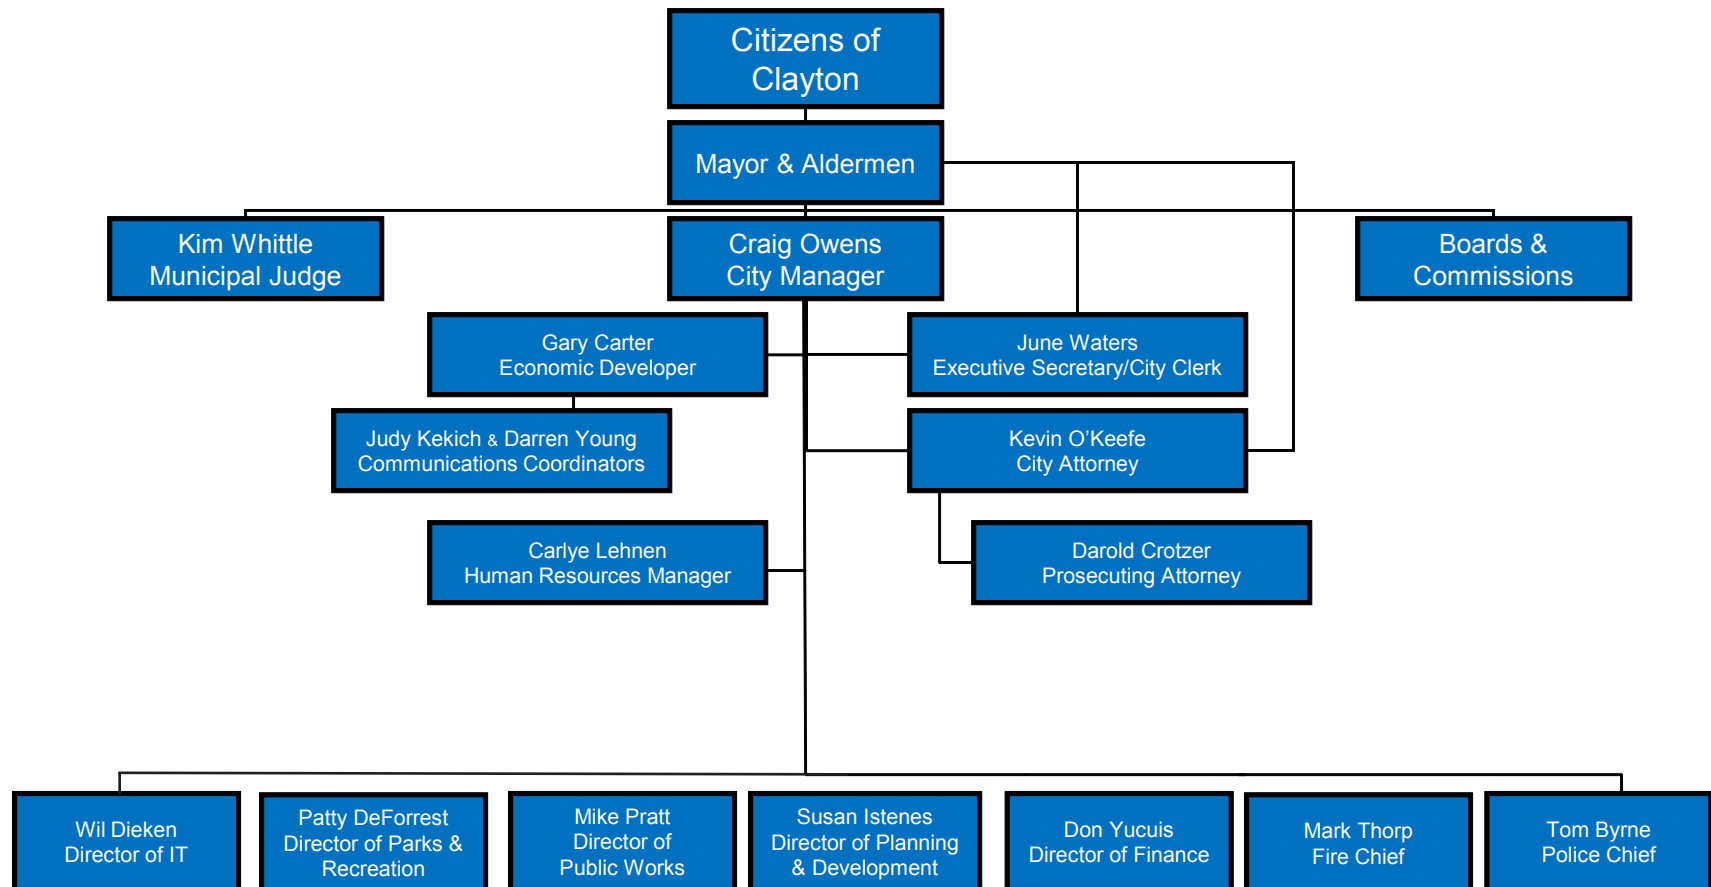 Citizens of
Clayton
Mayor & Aldermen
Kim Whittle
Municipal Judge
Craig Owens
City Manager
Boards &
Commissions
Gary Carter
Economic Developer
June Waters
Executive Secretary/City Clerk
Judy Kekich & Darren Young
Communications Coordinators
Kevin O’Keefe
City Attorney
Carlye Lehnen
Human Resources Manager
Darold Crotzer
Prosecuting Attorney
Wil Dieken
Director of IT
Patty DeForrest
Director of Parks &
Recreation
Mike Pratt
Director of
Public Works
Susan Istenes
Director of Planning
& Development
Don Yucuis
Director of Finance
Mark Thorp
Fire Chief
Tom Byrne
Police Chief